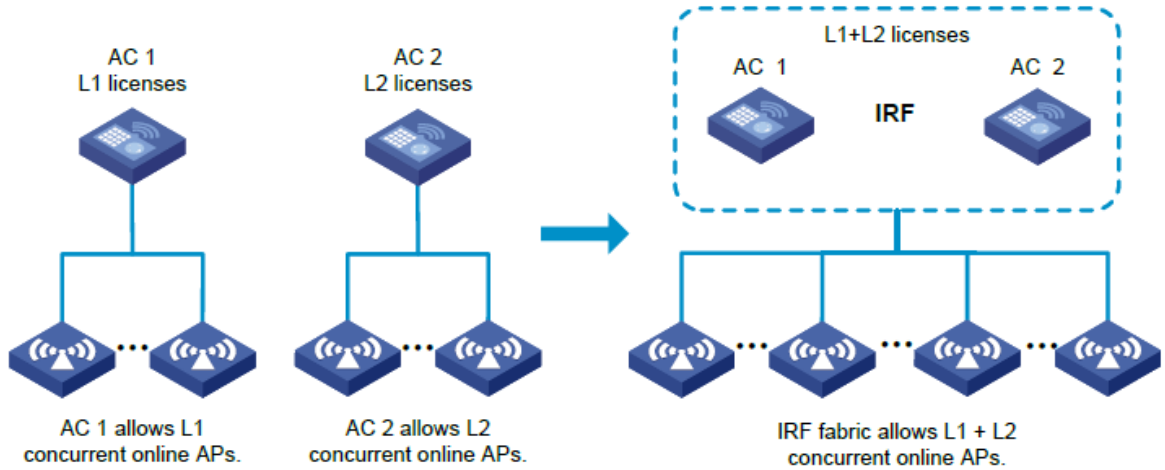 AC 1
L1 licenses
AC 2
L2 licenses
L1+L2 licenses
AC 1
AC 2
IRF
AC 1 allows L1
concurrent online APs.
AC 2 allows L2
concurrent online APs.
IRF fabric allows L1 + L2
concurrent online APs.